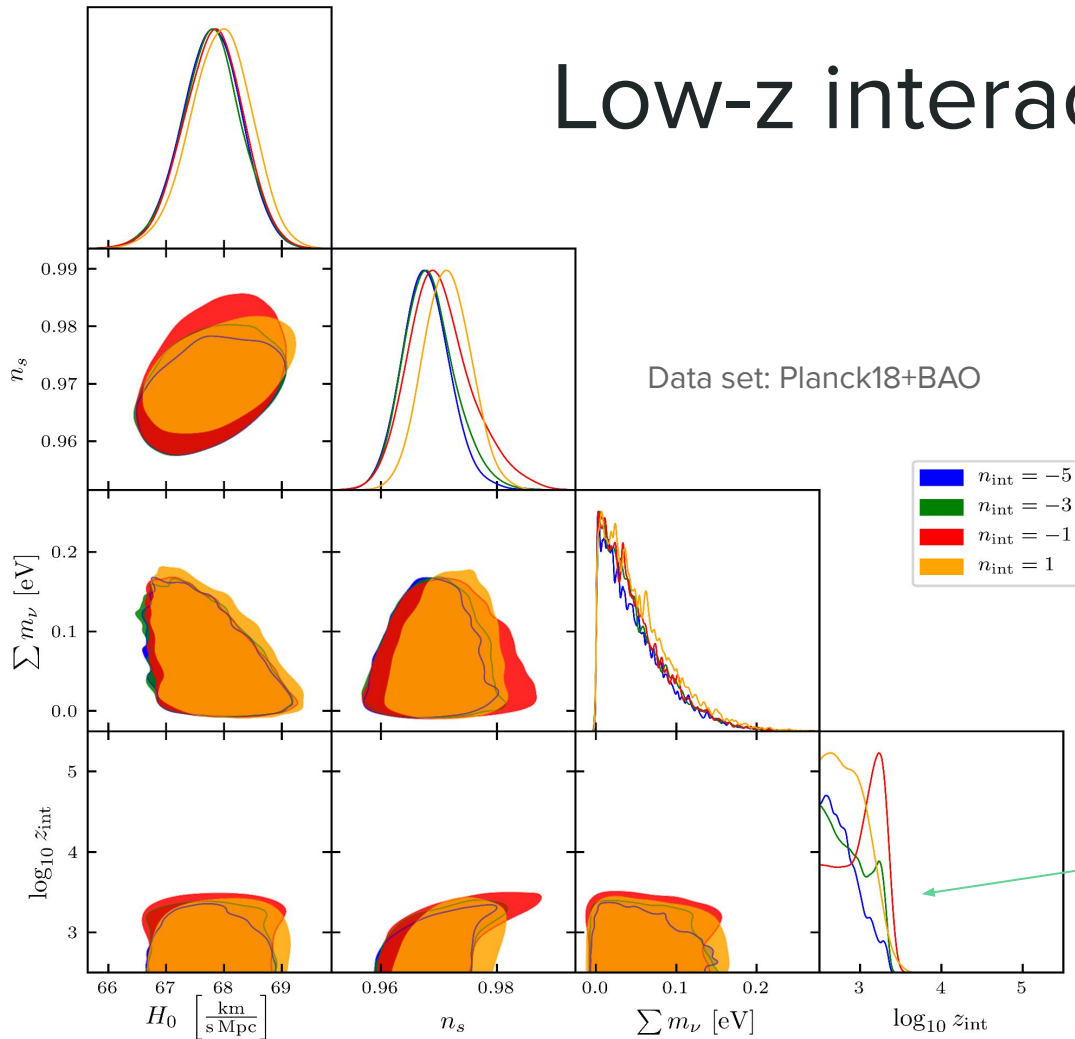 Low-z interac
0.99
0.98
0.97
0.96
n_s
Data set: Planck18+BAO
n_int = −5
n_int = −3
n_int = −1
n_int = 1
0.2
0.1
0.0
∑ m_ν [eV]
5
4
3
log₁₀ z_int
66 67 68 69
0.96 0.98
0.0 0.1 0.2
3 4 5
H₀ [km / s Mpc]
n_s
∑ m_ν [eV]
log₁₀ z_int